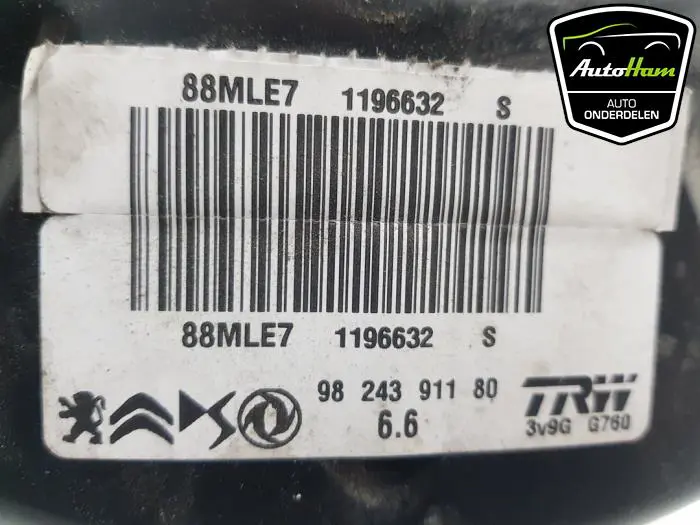 AutoHam
AUTO
ONDERDELEN
88MLE7 1196632 S
88MLE7 1196632 S
98 243 911 80
6.6
TRW
3v9G G760